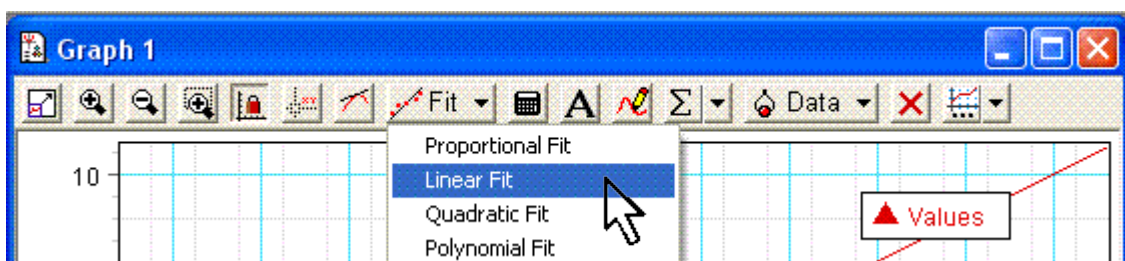 Graph 1
Fit A Σ Data
Proportional Fit
10
Linear Fit
Quadratic Fit
Values
Polynomial Fit